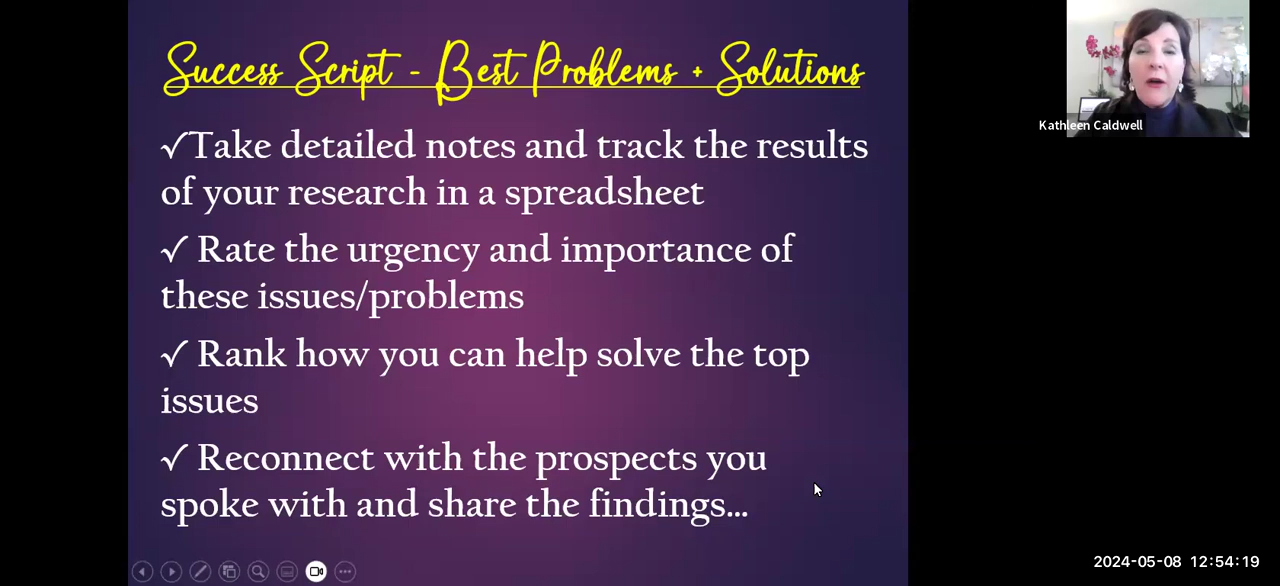 Success Script - Best Problems + Solutions
✓Take detailed notes and track the results
of your research in a spreadsheet
✓ Rate the urgency and importance of
these issues/problems
✓ Rank how you can help solve the top
issues
✓ Reconnect with the prospects you
spoke with and share the findings...
Kathleen Caldwell
2024-05-08 12:54:19